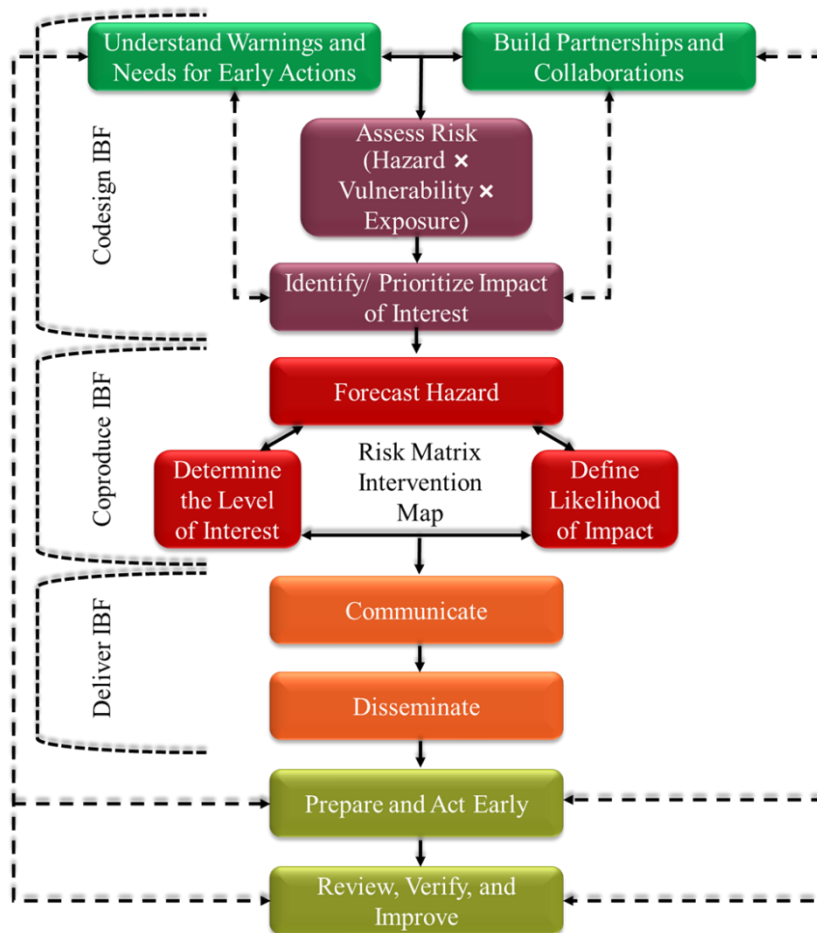 Understand Warnings and
Needs for Early Actions
Build Partnerships and
Collaborations
Assess Risk
(Hazard ×
Vulnerability ×
Exposure)
Codesign IBF
Identify/ Prioritize Impact
of Interest
Forecast Hazard
Coproduce IBF
Determine
the Level
of Interest
Risk Matrix
Intervention
Map
Define
Likelihood
of Impact
Communicate
Deliver IBF
Disseminate
Prepare and Act Early
Review, Verify, and
Improve